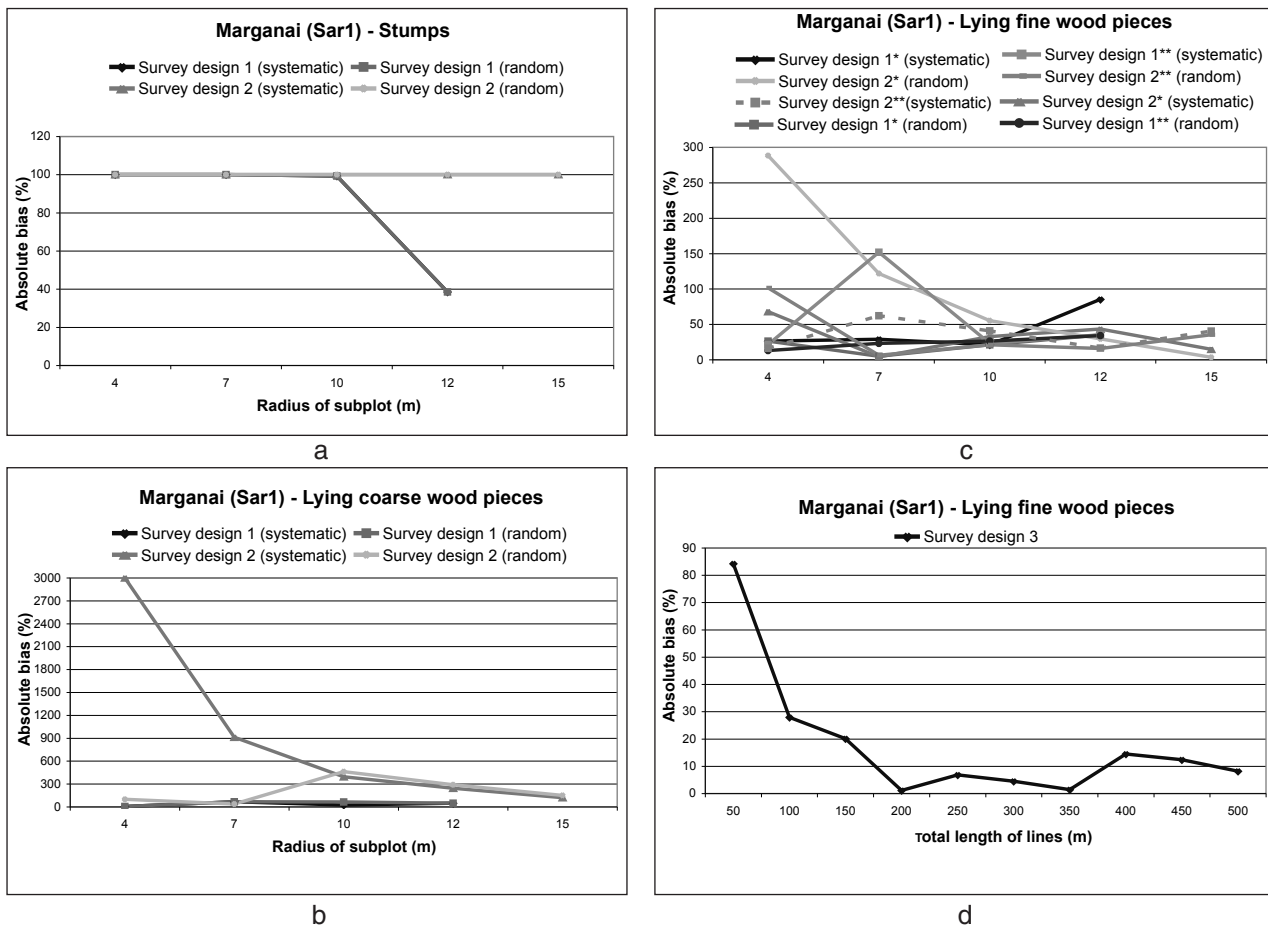 Marganai (Sar1) - Stumps
Survey design 1 (systematic) Survey design 1 (random)
Survey design 2 (systematic) Survey design 2 (random)
Absolute bias (%)
120
100
80
60
40
20
0
4 7 10 12 15
Radius of subplot (m)
a
Marganai (Sar1) - Lying coarse wood pieces
Survey design 1 (systematic) Survey design 1 (random)
Survey design 2 (systematic) Survey design 2 (random)
Absolute bias (%)
3000
2700
2400
2100
1800
1500
1200
900
600
300
0
4 7 10 12 15
Radius of subplot (m)
b
Marganai (Sar1) - Lying fine wood pieces
Survey design 1* (systematic) Survey design 1** (systematic)
Survey design 2* (random) Survey design 2** (random)
Survey design 2**(systematic) Survey design 2* (systematic)
Survey design 1* (random) Survey design 1** (random)
Absolute bias (%)
300
250
200
150
100
50
0
4 7 10 12 15
Radius of subplot (m)
c
Marganai (Sar1) - Lying fine wood pieces
Survey design 3
Absolute bias (%)
90
80
70
60
50
40
30
20
10
0
50 100 150 200 250 300 350 400 450 500
Total length of lines (m)
d